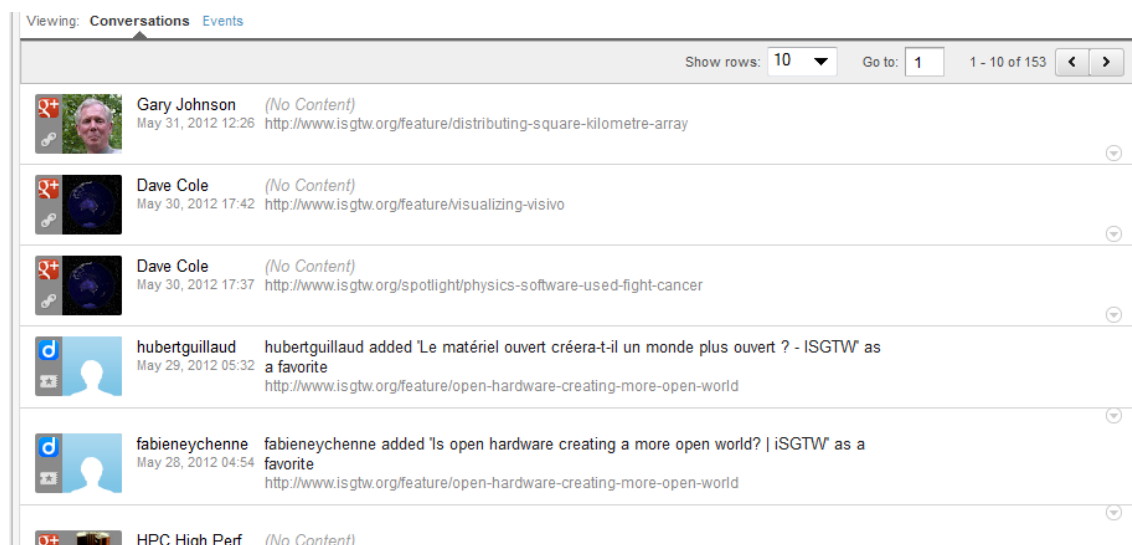 Viewing: Conversations Events
Show rows: 10 Go to: 1 1 - 10 of 153
Gary Johnson (No Content)
May 31, 2012 12:26 http://www.isgtw.org/feature/distributing-square-kilometre-array
Dave Cole (No Content)
May 30, 2012 17:42 http://www.isgtw.org/feature/visualizing-visivo
Dave Cole (No Content)
May 30, 2012 17:37 http://www.isgtw.org/spotlight/physics-software-used-fight-cancer
hubertguillaud hubertguillaud added 'Le matériel ouvert créera-t-il un monde plus ouvert ? - ISGTW' as
May 29, 2012 05:32 a favorite
http://www.isgtw.org/feature/open-hardware-creating-more-open-world
fabieneychenne fabieneychenne added 'Is open hardware creating a more open world? | iSGTW' as a
May 28, 2012 04:54 favorite
http://www.isgtw.org/feature/open-hardware-creating-more-open-world
HPC High Perf (No Content)